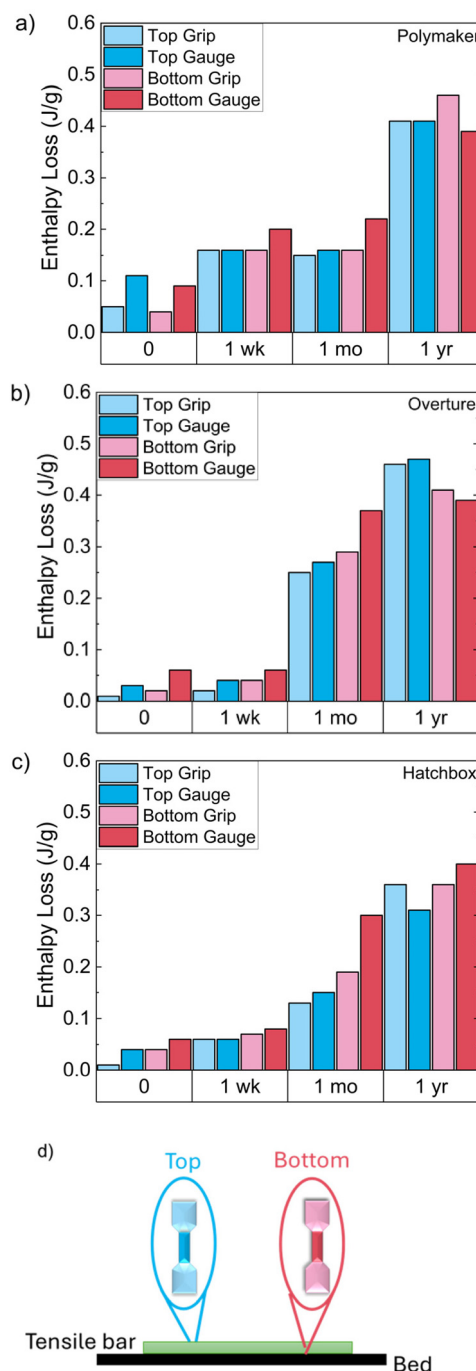 a)
Top Grip
Top Gauge
Bottom Grip
Bottom Gauge
Polymaker
Enthalpy Loss (J/g)
0.6
0.5
0.4
0.3
0.2
0.1
0.0
0 1 wk 1 mo 1 yr
b)
Top Grip
Top Gauge
Bottom Grip
Bottom Gauge
Overture
Enthalpy Loss (J/g)
0.6
0.5
0.4
0.3
0.2
0.1
0.0
0 1 wk 1 mo 1 yr
c)
Top Grip
Top Gauge
Bottom Grip
Bottom Gauge
Hatchbox
Enthalpy Loss (J/g)
0.6
0.5
0.4
0.3
0.2
0.1
0.0
0 1 wk 1 mo 1 yr
d)
Top Bottom
Tensile bar
Bed